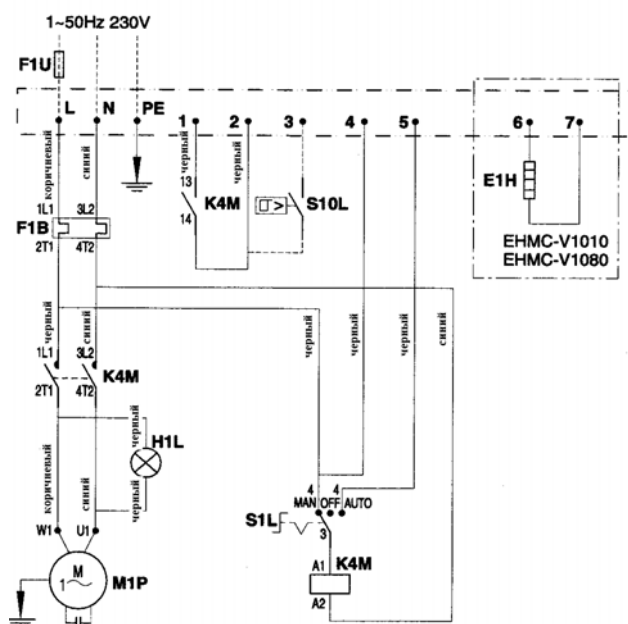 1~50Hz 230V
F1U
L N PE 1 2 3 4 5 6 7
коричневый
синий
черный
черный
13
14
K4M
S10L
E1H
EHMC-V1010
EHMC-V1080
1L1 3L2
F1B
2T1 4T2
черный
синий
черный
черный
черный
синий
1L1 3L2
K4M
2T1 4T2
черный
H1L
черный
коричневый
синий
4 4
MAN OFF AUTO
S1L
3
W1 U1
M
1~
M1P
A1
K4M
A2